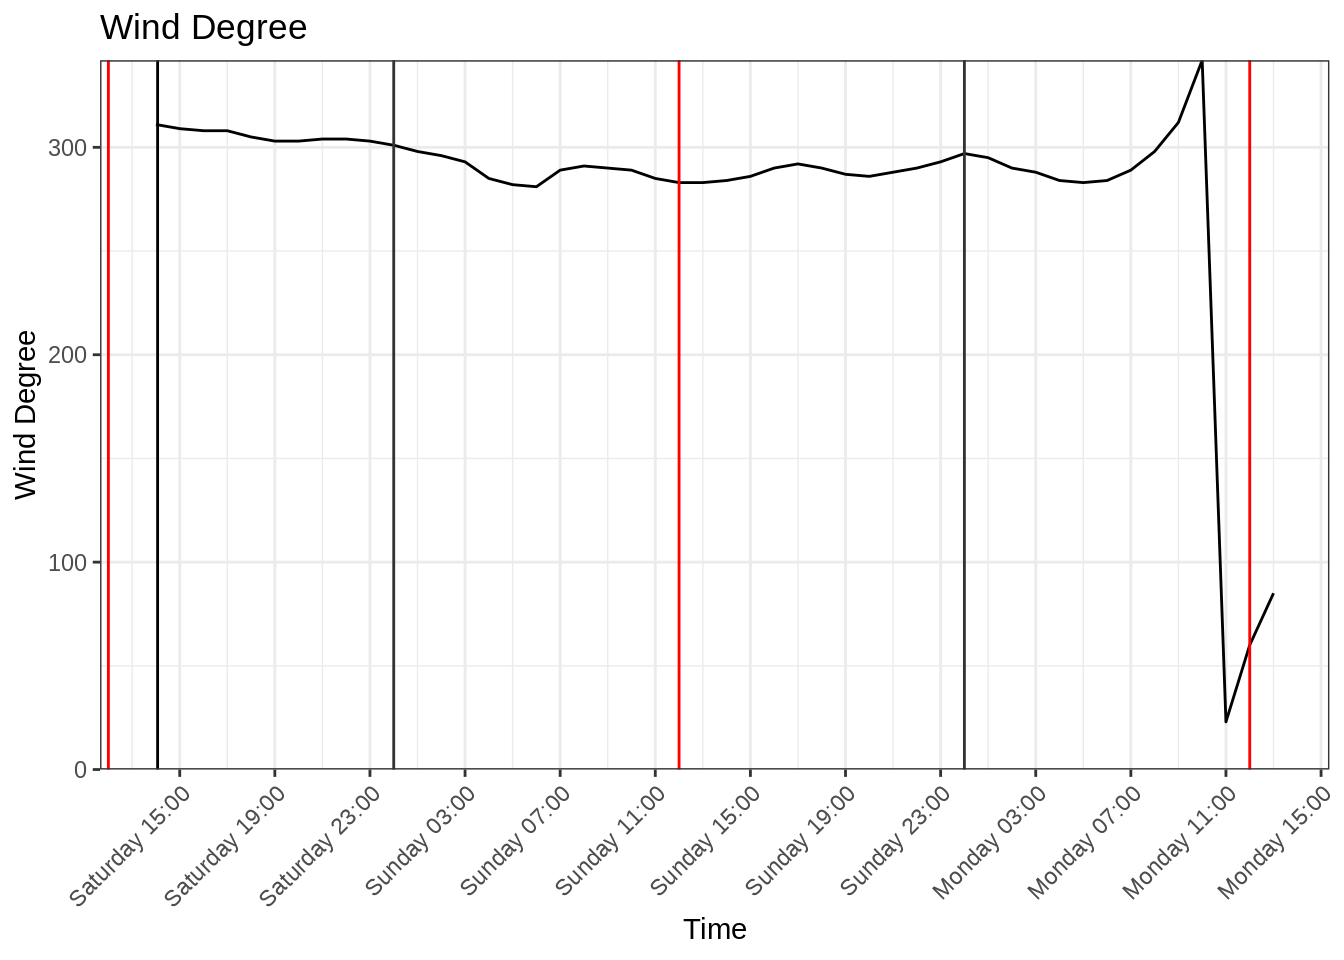 Wind Degree
Wind Degree
300
200
100
0
Saturday 15:00
Saturday 19:00
Saturday 23:00
Sunday 03:00
Sunday 07:00
Sunday 11:00
Sunday 15:00
Sunday 19:00
Sunday 23:00
Monday 03:00
Monday 07:00
Monday 11:00
Monday 15:00
Time